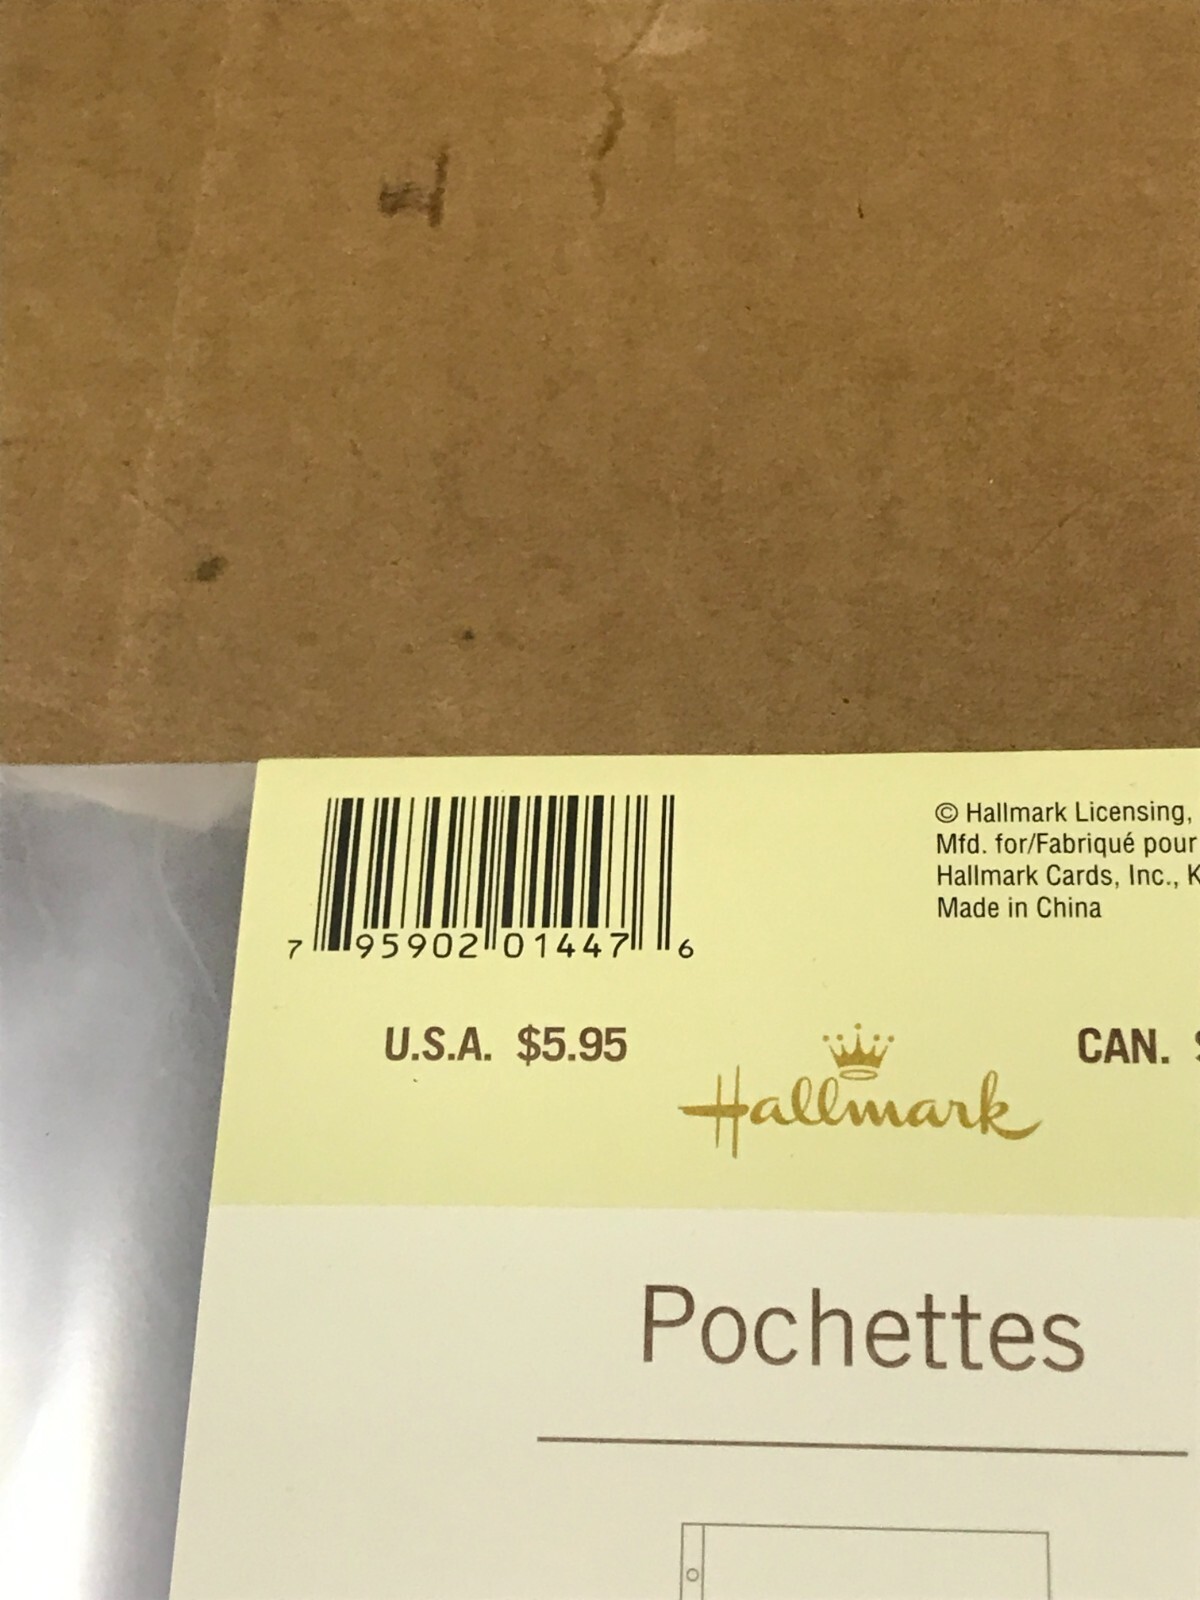 © Hallmark Licensing,
Mfd. for/Fabriqué pour
Hallmark Cards, Inc., K
Made in China
7 95902 01447 6
U.S.A. $5.95
CAN. $
Hallmark
Pochettes